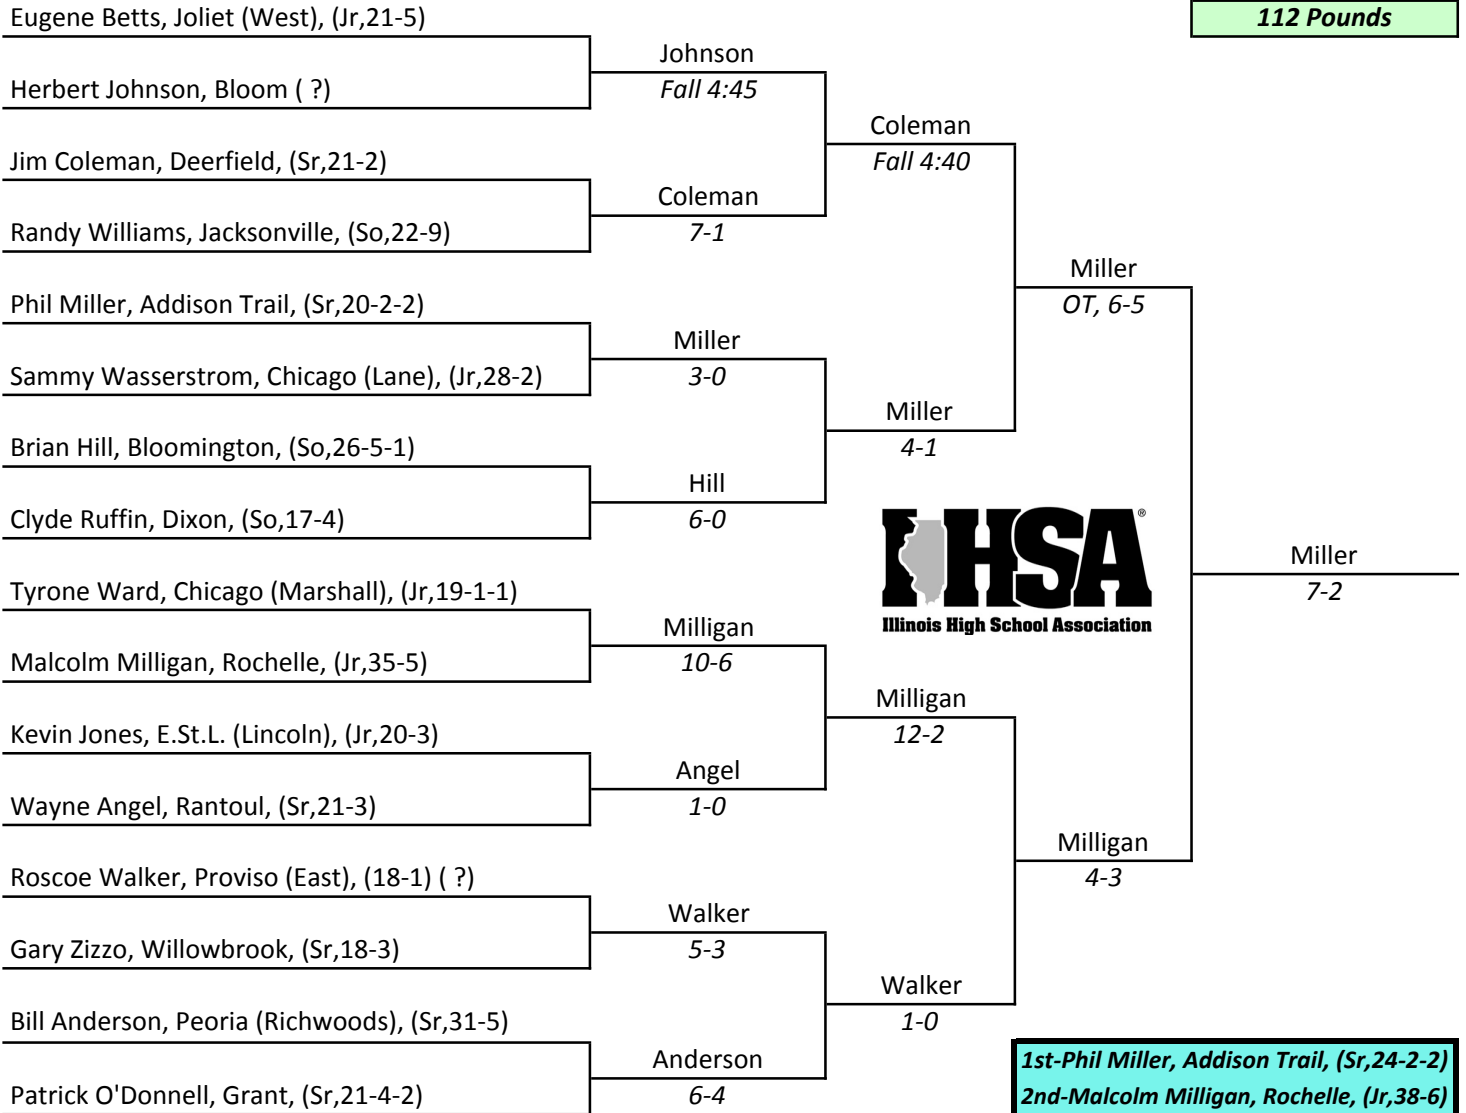 Eugene Betts, Joliet (West), (Jr,21-5)
112 Pounds
Johnson
Herbert Johnson, Bloom ( ?)
Fall 4:45
Coleman
Jim Coleman, Deerfield, (Sr,21-2)
Fall 4:40
Coleman
Randy Williams, Jacksonville, (So,22-9)
7-1
Miller
Phil Miller, Addison Trail, (Sr,20-2-2)
OT, 6-5
Miller
Sammy Wasserstrom, Chicago (Lane), (Jr,28-2)
3-0
Miller
Brian Hill, Bloomington, (So,26-5-1)
4-1
Hill
Clyde Ruffin, Dixon, (So,17-4)
6-0
IHSA®
Illinois High School Association
Miller
Tyrone Ward, Chicago (Marshall), (Jr,19-1-1)
7-2
Milligan
Malcolm Milligan, Rochelle, (Jr,35-5)
10-6
Milligan
Kevin Jones, E.St.L. (Lincoln), (Jr,20-3)
12-2
Angel
Wayne Angel, Rantoul, (Sr,21-3)
1-0
Milligan
Roscoe Walker, Proviso (East), (18-1) ( ?)
4-3
Walker
Gary Zizzo, Willowbrook, (Sr,18-3)
5-3
Walker
Bill Anderson, Peoria (Richwoods), (Sr,31-5)
1-0
Anderson
1st-Phil Miller, Addison Trail, (Sr,24-2-2)
Patrick O'Donnell, Grant, (Sr,21-4-2)
6-4
2nd-Malcolm Milligan, Rochelle, (Jr,38-6)